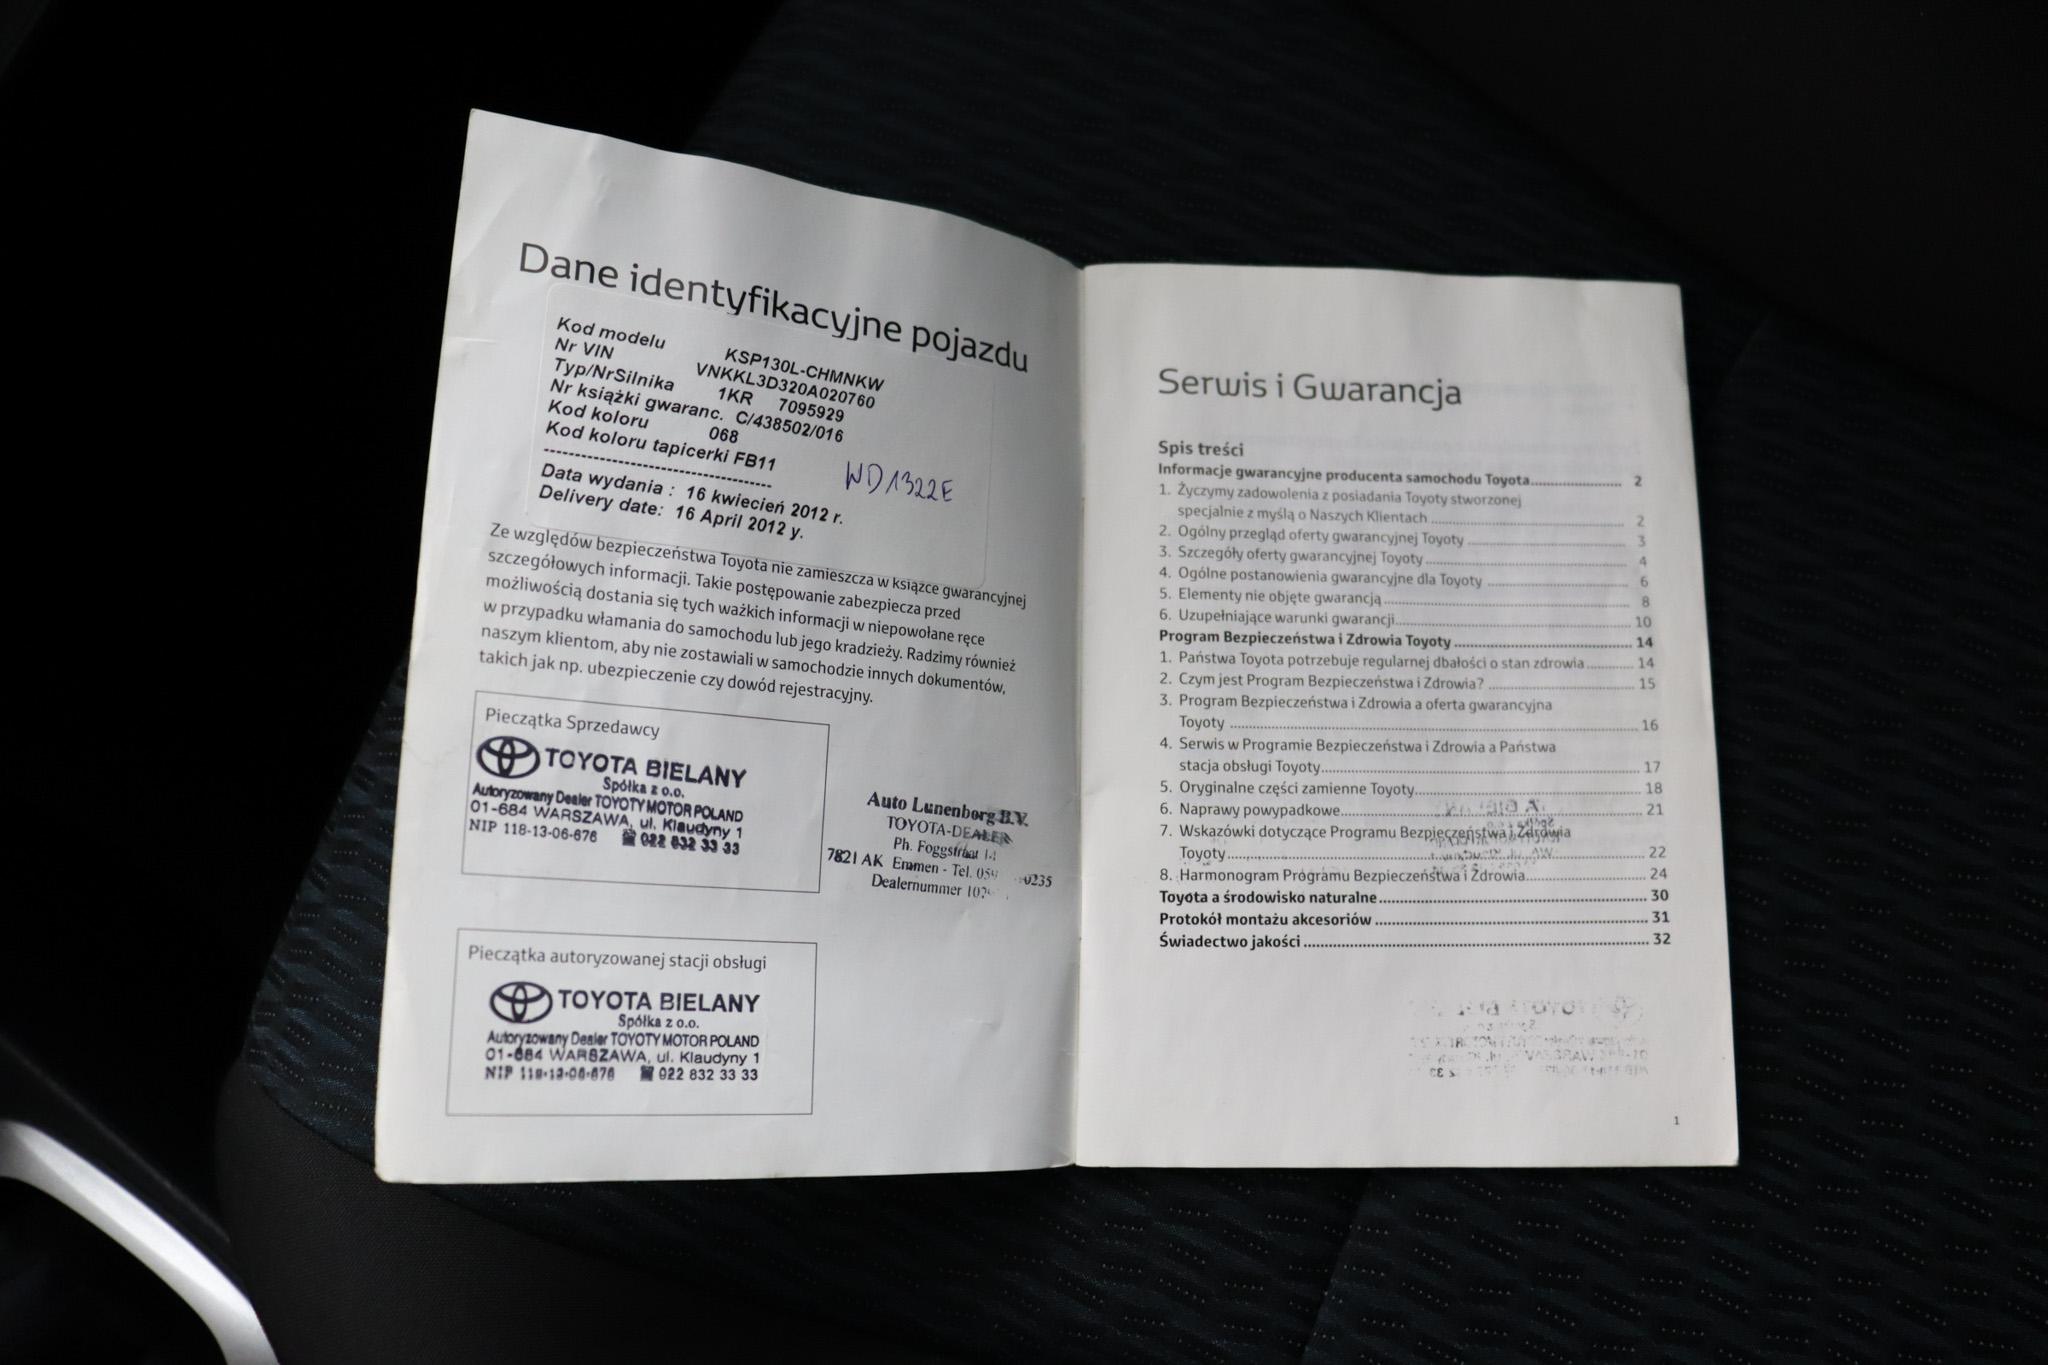 Dane identyfikacyjne pojazdu
Kod modelu KSP130L-CHMNKW
Nr VIN VNKKL3D320A020760
Typ/NrSilnika 1KR 7095929
Nr książki gwaranc. C/438502/016
Kod koloru 068
Kod koloru tapicerki FB11
--------------------------------
WD1322E
Data wydania : 16 kwiecień 2012 r.
Delivery date: 16 April 2012 y.
Ze względów bezpieczeństwa Toyota nie zamieszcza w książce gwarancyjnej
szczegółowych informacji. Takie postępowanie zabezpiecza przed
możliwością dostania się tych ważkich informacji w niepowołane ręce
w przypadku włamania do samochodu lub jego kradzieży. Radzimy również
naszym klientom, aby nie zostawiali w samochodzie innych dokumentów,
takich jak np. ubezpieczenie czy dowód rejestracyjny.
Pieczątka Sprzedawcy
TOYOTA BIELANY
Spółka z o.o.
Autoryzowany Dealer TOYOTY MOTOR POLAND
01-684 WARSZAWA, ul. Klaudyny 1
NIP 118-13-06-676 ☎ 022 832 33 33
Auto Lunenborg B.V.
TOYOTA-DEALER
Ph. Foggstraat 14
7821 AK Emmen - Tel. 059 0235
Dealernummer
Pieczątka autoryzowanej stacji obsługi
TOYOTA BIELANY
Spółka z o.o.
Autoryzowany Dealer TOYOTY MOTOR POLAND
01-684 WARSZAWA, ul. Klaudyny 1
NIP 118-13-06-676 ☎ 022 832 33 33
Serwis i Gwarancja
Spis treści
Informacje gwarancyjne producenta samochodu Toyota 2
1. Życzymy zadowolenia z posiadania Toyoty stworzonej
specjalnie z myślą o Naszych Klientach 2
2. Ogólny przegląd oferty gwarancyjnej Toyoty 3
3. Szczegóły oferty gwarancyjnej Toyoty 4
4. Ogólne postanowienia gwarancyjne dla Toyoty 6
5. Elementy nie objęte gwarancją 8
6. Uzupełniające warunki gwarancji 10
Program Bezpieczeństwa i Zdrowia Toyoty 14
1. Państwa Toyota potrzebuje regularnej dbałości o stan zdrowia 14
2. Czym jest Program Bezpieczeństwa i Zdrowia? 15
3. Program Bezpieczeństwa i Zdrowia a oferta gwarancyjna
Toyoty 16
4. Serwis w Programie Bezpieczeństwa i Zdrowia a Państwa
stacja obsługi Toyoty 17
5. Oryginalne części zamienne Toyoty 18
6. Naprawy powypadkowe 21
7. Wskazówki dotyczące Programu Bezpieczeństwa i Zdrowia
Toyoty 22
8. Harmonogram Programu Bezpieczeństwa i Zdrowia 24
Toyota a środowisko naturalne 30
Protokół montażu akcesoriów 31
Świadectwo jakości 32
1